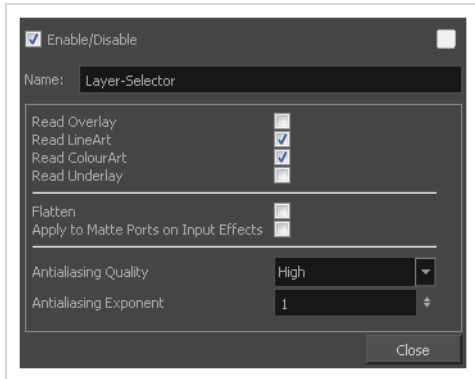 Enable/Disable
Name: Layer-Selector
Read Overlay
Read LineArt
Read ColourArt
Read Underlay
Flatten
Apply to Matte Ports on Input Effects
Antialiasing Quality High
Antialiasing Exponent 1
Close